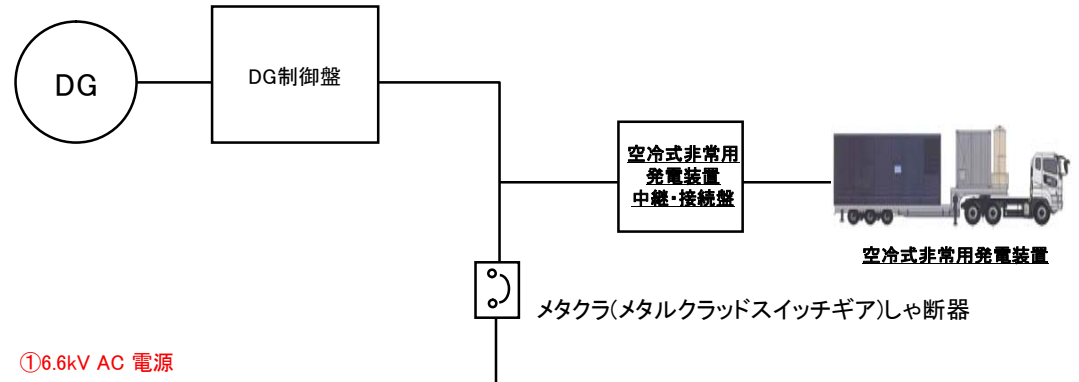 DG
DG制御盤
空冷式非常用
発電装置
中継・接続盤
空冷式非常用発電装置
メタクラ(メタルクラッドスイッチギア)しゃ断器
①6.6kV AC 電源